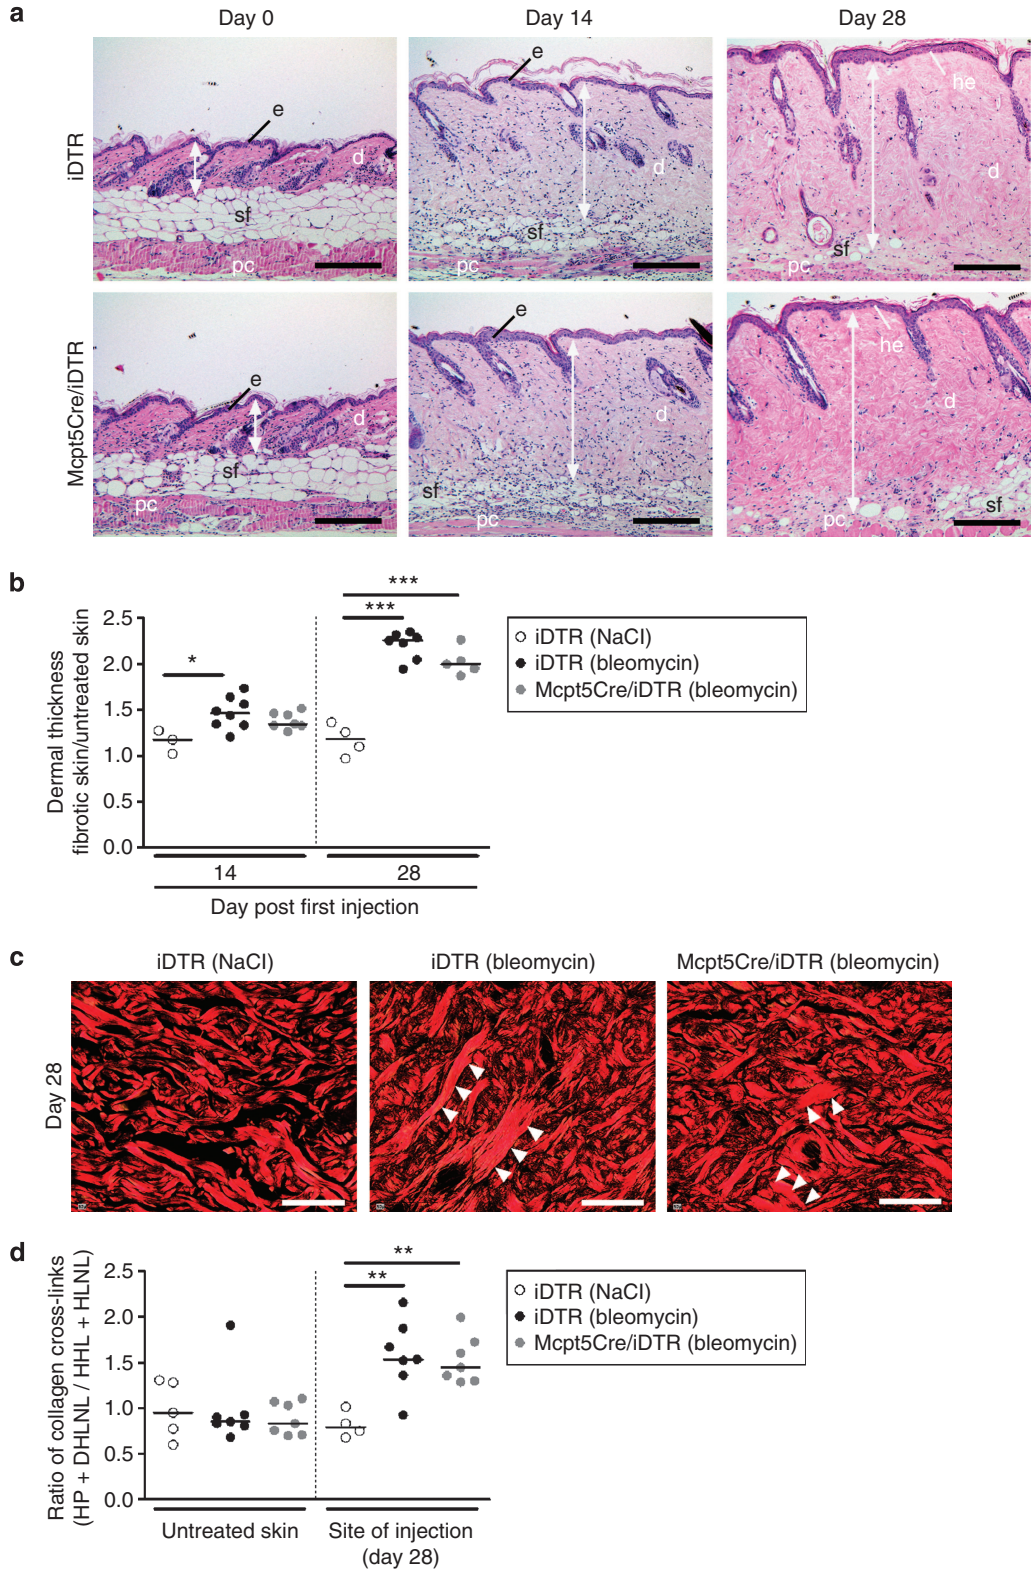 a
Day 0
Day 14
Day 28
iDTR
e
d
sf
pc
e
d
sf
pc
he
d
sf
pc
Mcpt5Cre/iDTR
e
d
sf
pc
e
d
sf
pc
he
d
sf
pc
b
Dermal thickness
fibrotic skin/untreated skin
2.5
2.0
1.5
1.0
0.5
0.0
*
***
***
14
28
Day post first injection
iDTR (NaCl)
iDTR (bleomycin)
Mcpt5Cre/iDTR (bleomycin)
c
iDTR (NaCl)
iDTR (bleomycin)
Mcpt5Cre/iDTR (bleomycin)
Day 28
d
Ratio of collagen cross-links
(HP + DHLNL / HHL + HLNL)
2.5
2.0
1.5
1.0
0.5
0.0
**
**
Untreated skin
Site of injection
(day 28)
iDTR (NaCl)
iDTR (bleomycin)
Mcpt5Cre/iDTR (bleomycin)